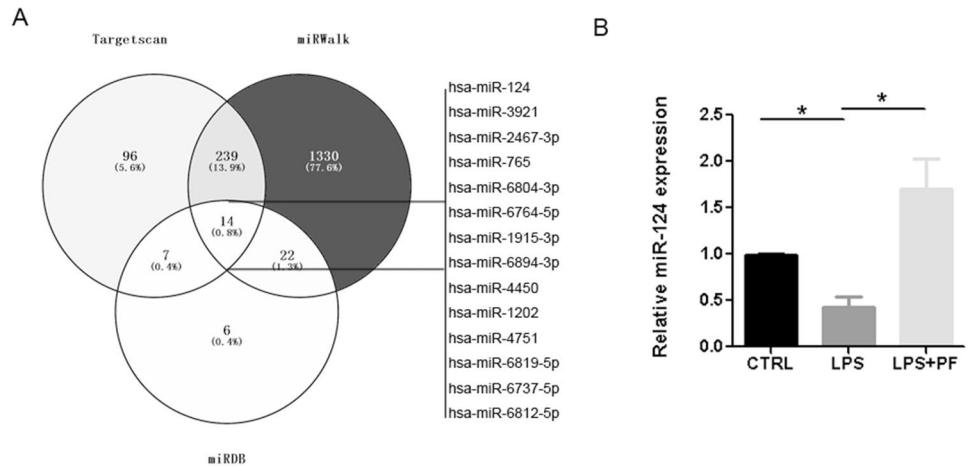 A
Targetscan
miRWalk
96
(5.6%)
239
(13.9%)
1330
(77.6%)
14
(0.8%)
7
(0.4%)
22
(1.3%)
6
(0.4%)
miRDB
hsa-miR-124
hsa-miR-3921
hsa-miR-2467-3p
hsa-miR-765
hsa-miR-6804-3p
hsa-miR-6764-5p
hsa-miR-1915-3p
hsa-miR-6894-3p
hsa-miR-4450
hsa-miR-1202
hsa-miR-4751
hsa-miR-6819-5p
hsa-miR-6737-5p
hsa-miR-6812-5p
B
Relative miR-124 expression
2.5
2.0
1.5
1.0
0.5
0.0
* *
CTRL LPS LPS+PF